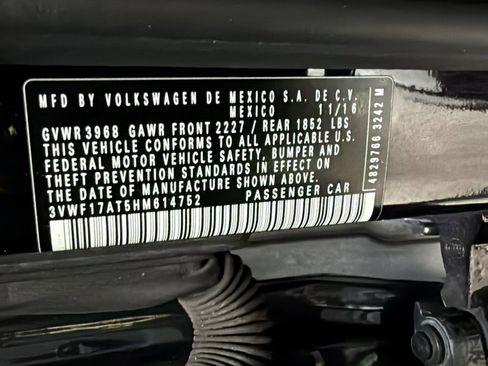 MFD BY VOLKSWAGEN DE MEXICO S.A. DE C.V.
MEXICO 11/16
GVWR 3968 GAWR FRONT 2227 / REAR 1852 LBS
THIS VEHICLE CONFORMS TO ALL APPLICABLE U.S.
FEDERAL MOTOR VEHICLE SAFETY, BUMPER AND
THEFT PREVENTION STANDARDS IN EFFECT ON
THE DATE OF MANUFACTURE SHOWN ABOVE.
3VWF17AT5HM614752 PASSENGER CAR
4829766 3242 M